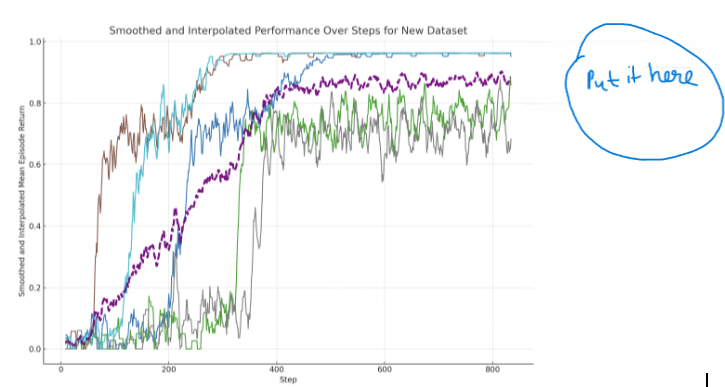 Smoothed and Interpolated Performance Over Steps for New Dataset
Put it here
1.0
0.8
0.6
0.4
0.2
0.0
Smoothed and Interpolated Mean Episode Return
0
200
400
600
800
Step